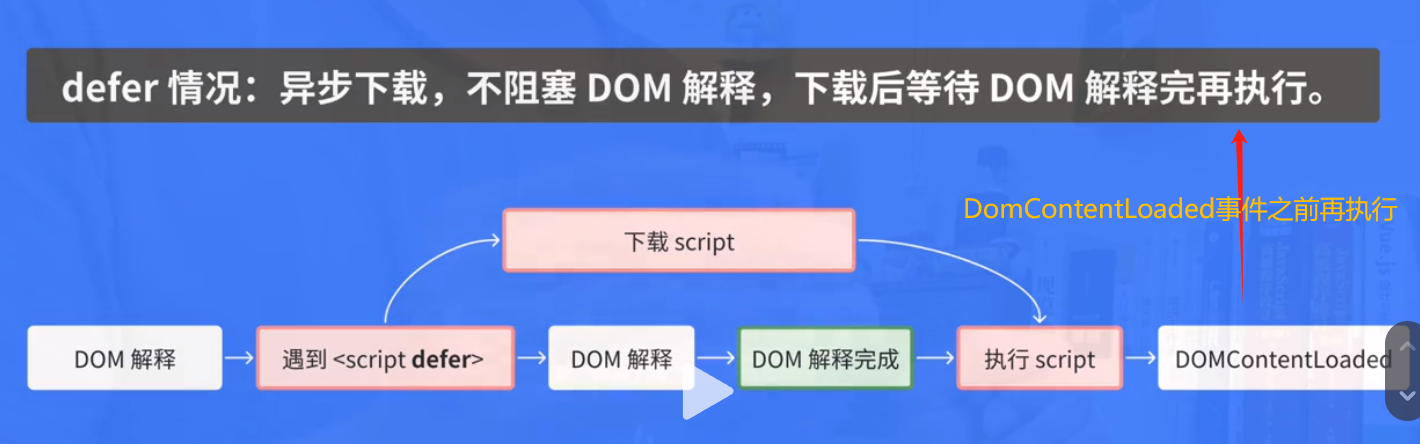 defer 情况：异步下载，不阻塞 DOM 解释，下载后等待 DOM 解释完再执行。
DomContentLoaded事件之前再执行
下载 script
DOM 解释
遇到 <script defer>
DOM 解释
DOM 解释完成
执行 script
DOMContentLoaded